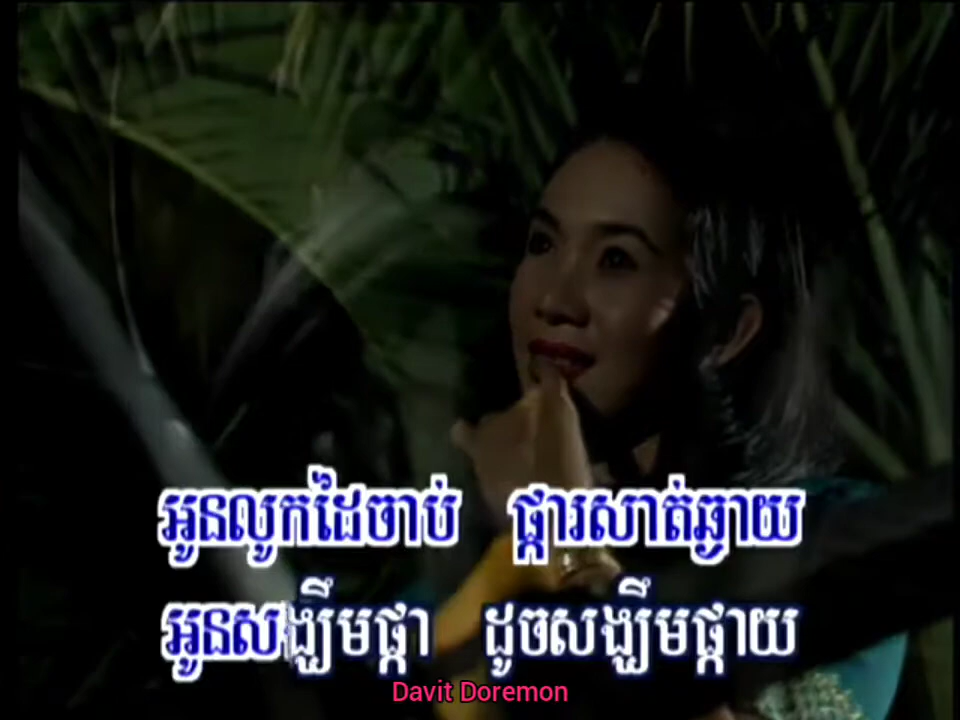 អូនលូកដៃចាប់ ផ្ការសាត់ឆ្ងាយ
អូនសង្ឃឹមផ្កា ដូចសង្ឃឹមផ្កាយ
Davit Doremon